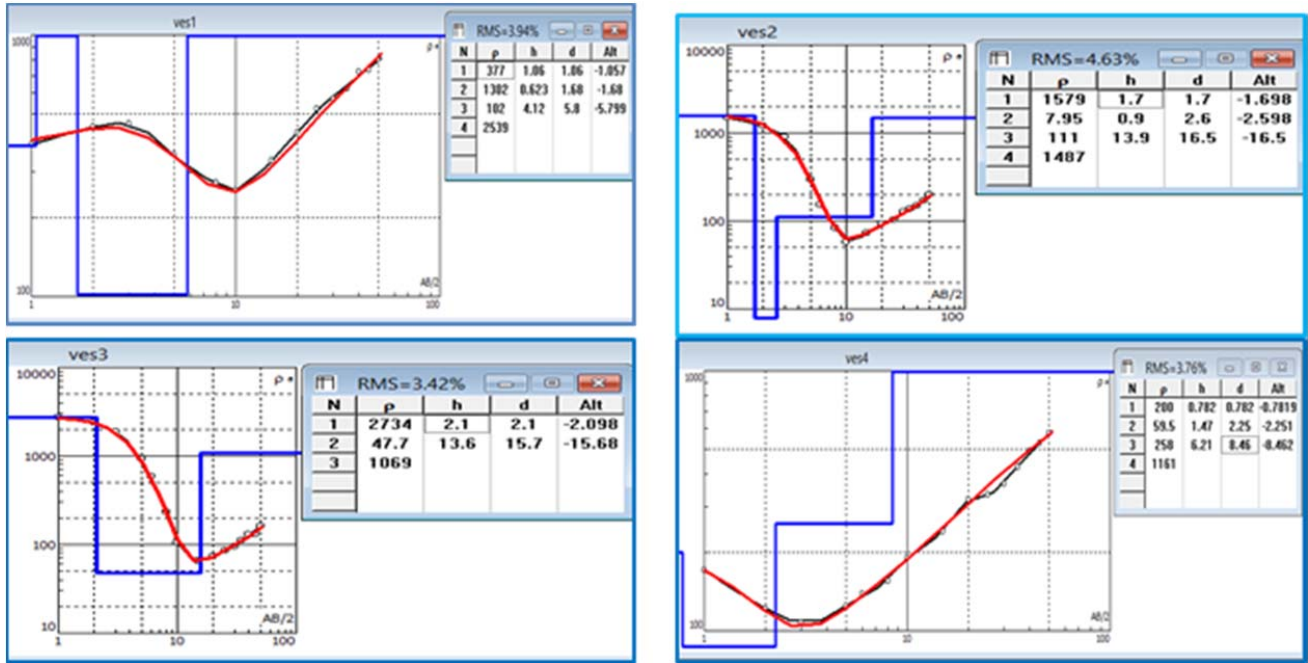 ves1
1000
ρ*
100
1
10
AB/2
100
RMS=3.94%
N ρ h d Alt
1 377 1.06 1.06 -1.057
2 1302 0.623 1.68 -1.68
3 102 4.12 5.8 -5.799
4 2539
ves2
10000
ρ*
1000
100
10
AB/2
1
10
100
RMS=4.63%
N ρ h d Alt
1 1579 1.7 1.7 -1.698
2 7.95 0.9 2.6 -2.598
3 111 13.9 16.5 -16.5
4 1487
ves3
10000
ρ*
1000
100
10
AB/2
1
10
100
RMS=3.42%
N ρ h d Alt
1 2734 2.1 2.1 -2.098
2 47.7 13.6 15.7 -15.68
3 1069
ves4
1000
ρ*
100
AB/2
1
10
100
RMS=3.76%
N ρ h d Alt
1 200 0.782 0.782 -0.7819
2 59.5 1.47 2.25 -2.251
3 258 6.21 8.46 -8.462
4 1161